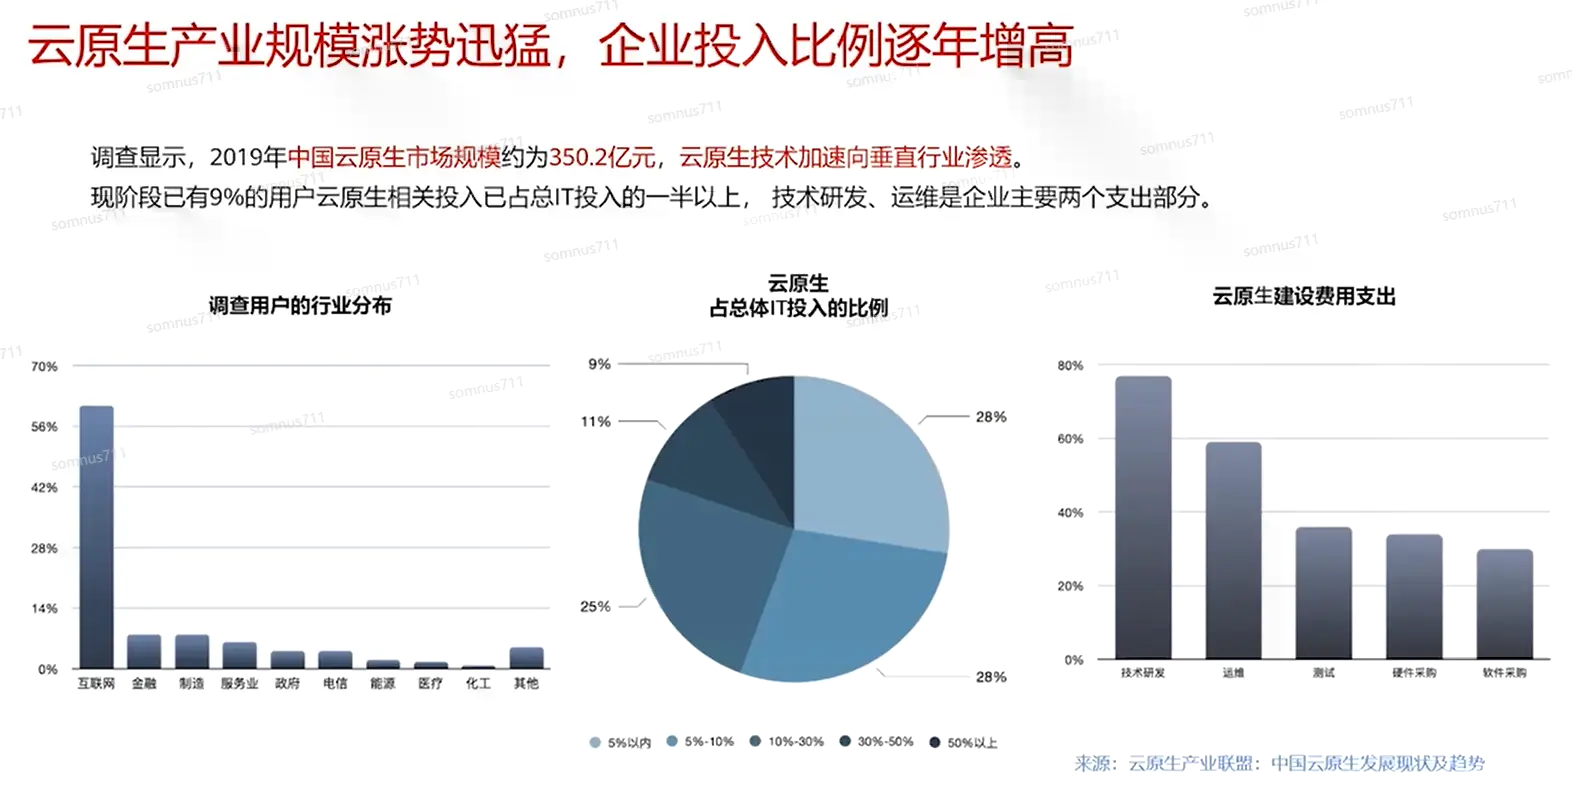 云原生产业规模涨势迅猛，企业投入比例逐年增高
调查显示，2019年中国云原生市场规模约为350.2亿元，云原生技术加速向垂直行业渗透。
现阶段已有9%的用户云原生相关投入已占总IT投入的一半以上， 技术研发、运维是企业主要两个支出部分。
调查用户的行业分布
70%
56%
42%
28%
14%
0%
互联网 金融 制造 服务业 政府 电信 能源 医疗 化工 其他
云原生
占总体IT投入的比例
9%
11%
25%
28%
28%
5%以内 5%-10% 10%-30% 30%-50% 50%以上
云原生建设费用支出
80%
60%
40%
20%
0%
技术研发 运维 测试 硬件采购 软件采购
来源：云原生产业联盟：中国云原生发展现状及趋势
somnus711